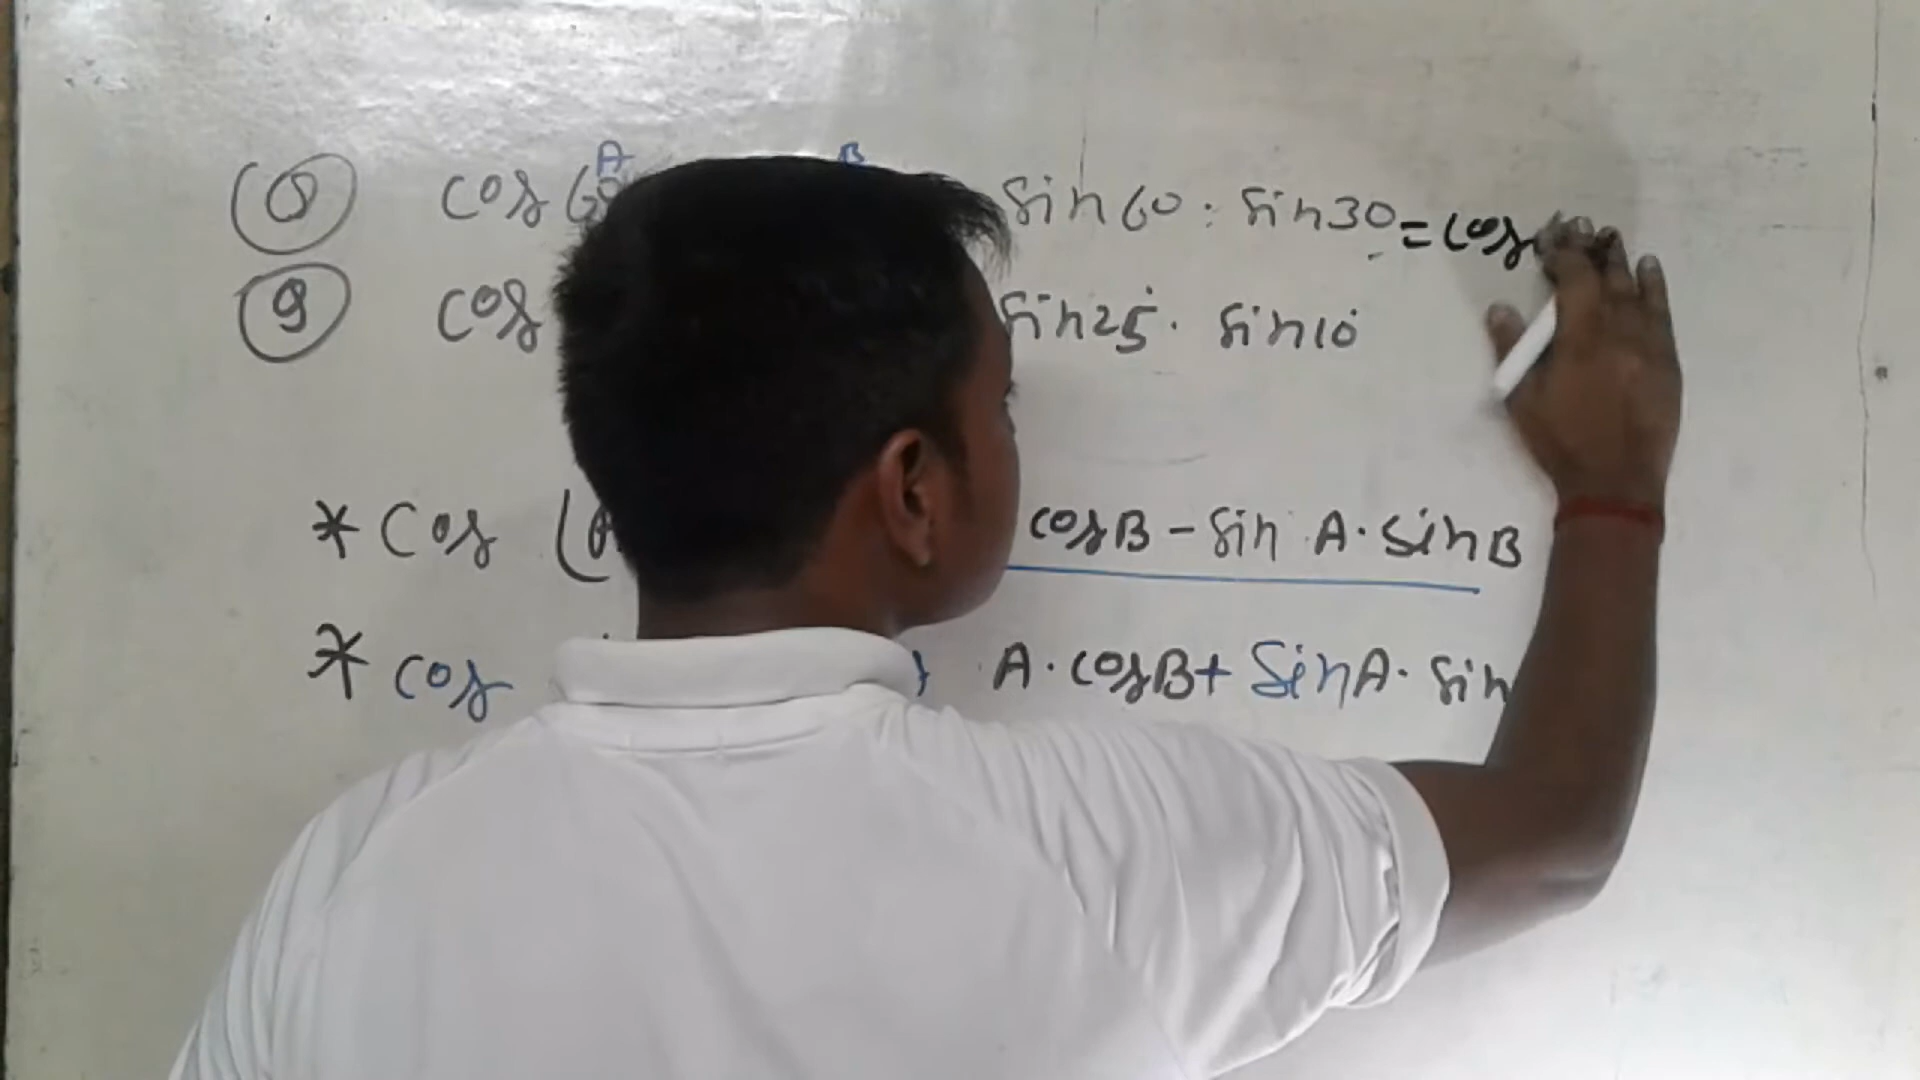 A B
8 cos 60 sin60. sin30 = cos
9 cos sin25. sin10
* Cos (A cosB - sin A. sinB
* cos A. cosB + SinA. sin